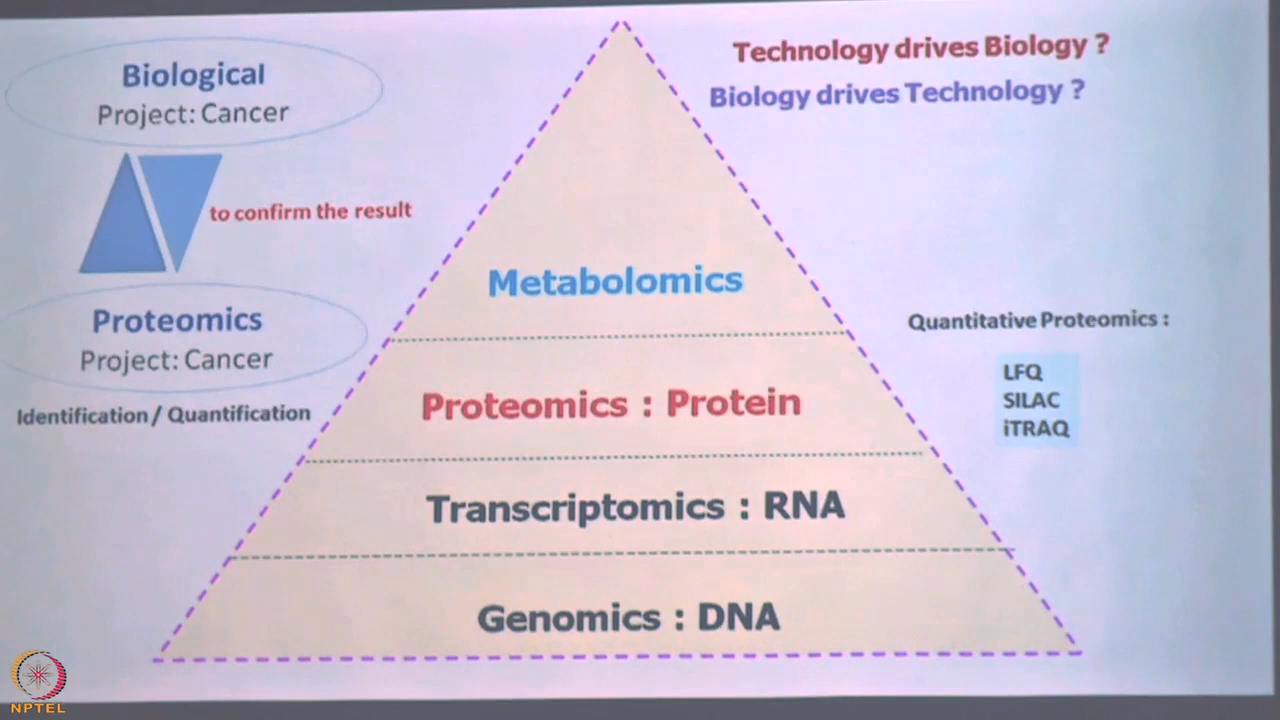 Biological
Project: Cancer
to confirm the result
Proteomics
Project: Cancer
Identification / Quantification
Technology drives Biology ?
Biology drives Technology ?
Metabolomics
Proteomics : Protein
Transcriptomics : RNA
Genomics : DNA
Quantitative Proteomics :
LFQ
SILAC
iTRAQ
NPTEL